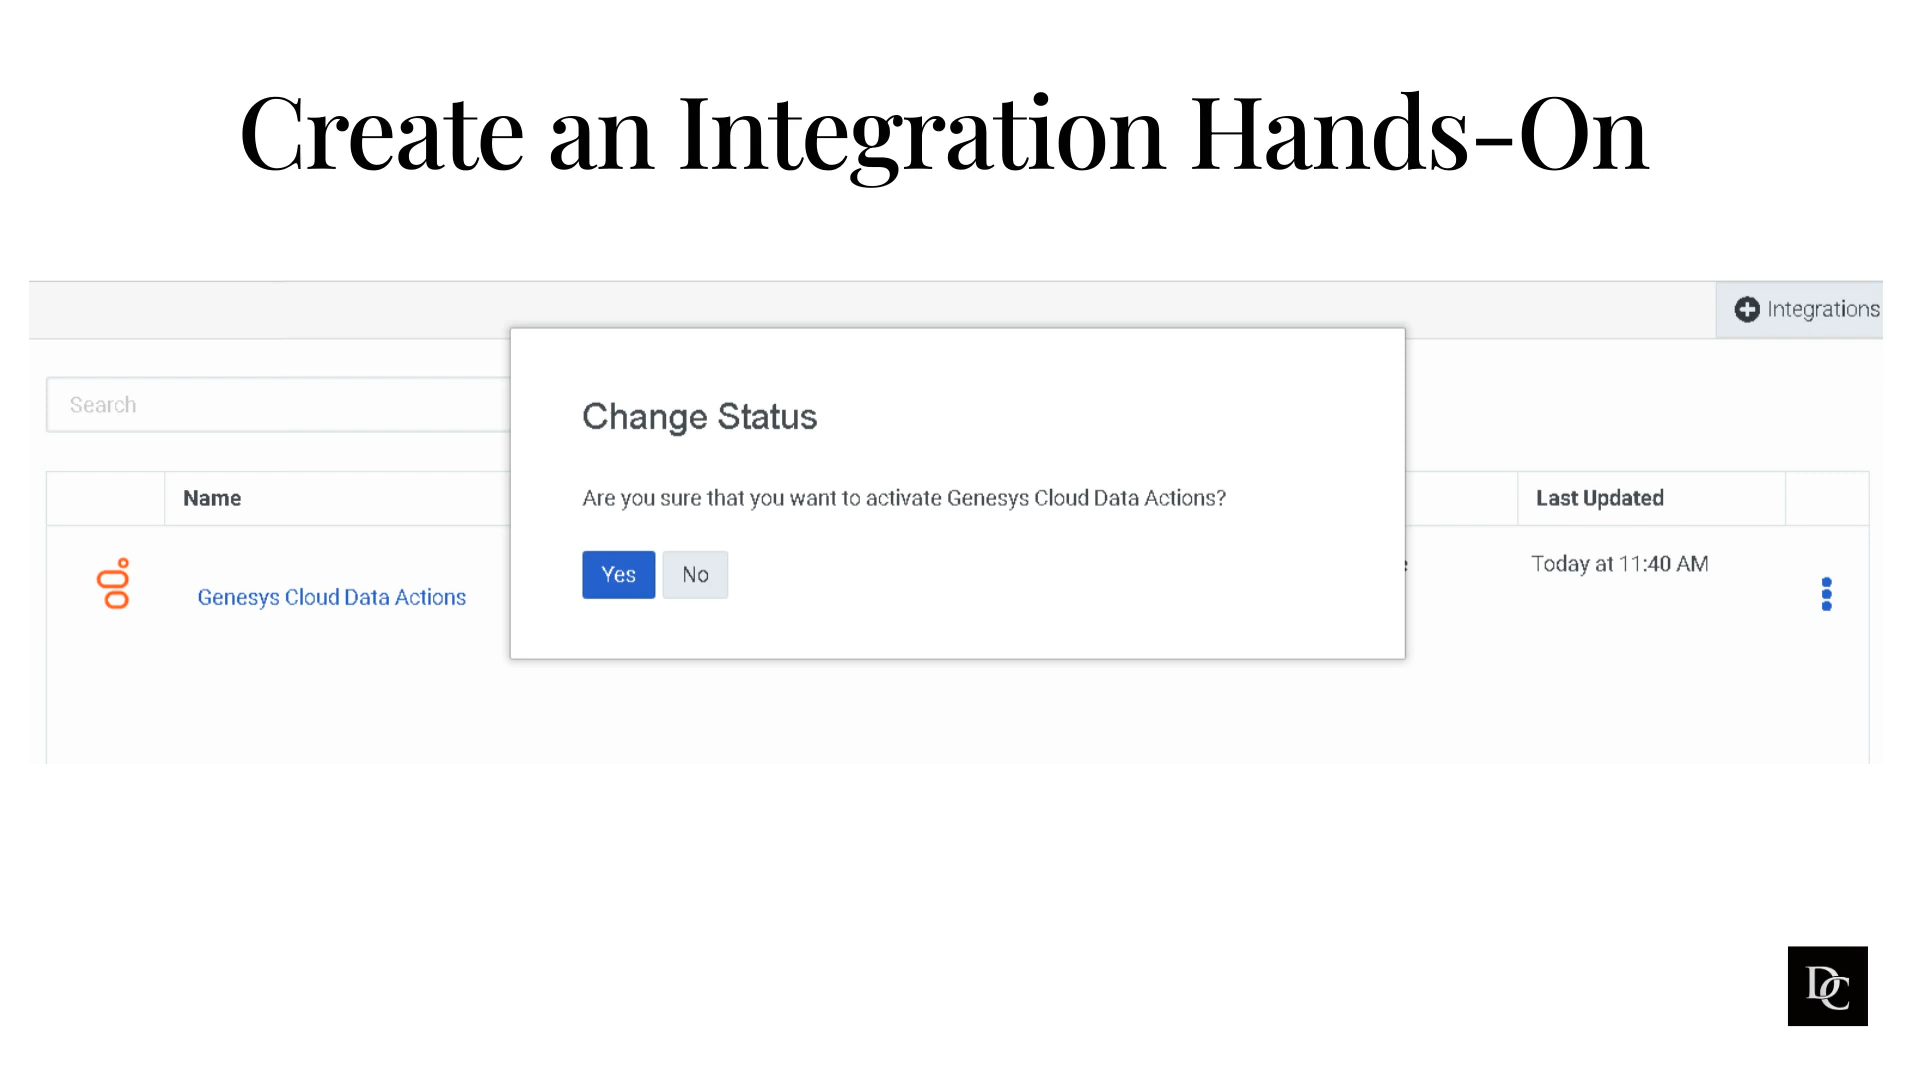 Create an Integration Hands-On
Integrations
Search
Change Status
Name
Are you sure that you want to activate Genesys Cloud Data Actions?
Last Updated
Genesys Cloud Data Actions
Yes
No
Today at 11:40 AM
DC